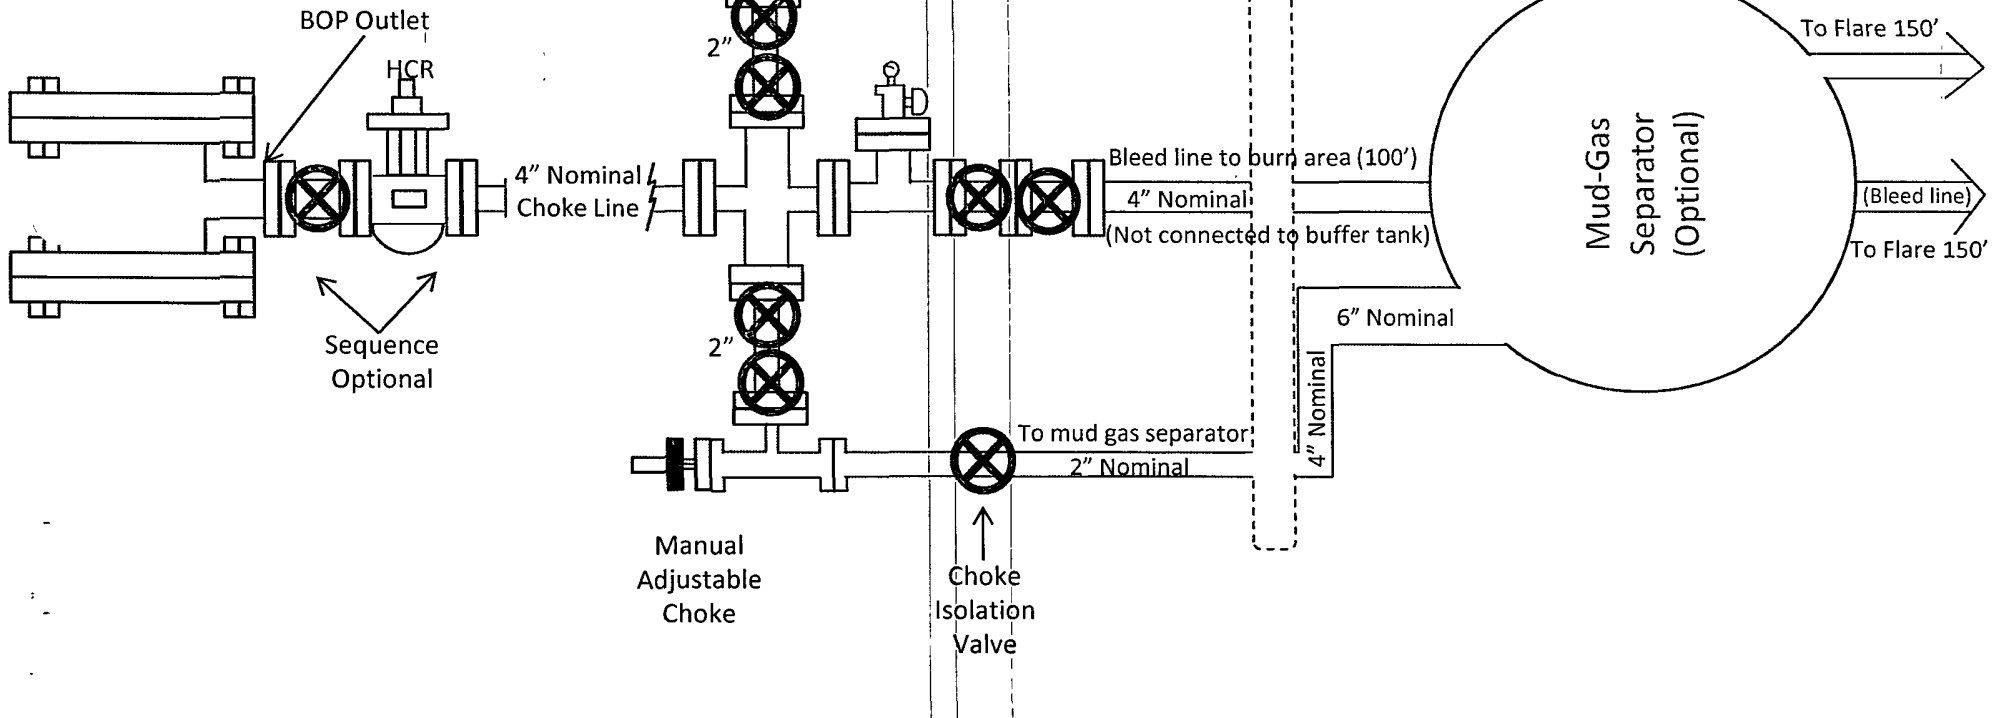 BOP Outlet
HCR
2”
To Flare 150’
4” Nominal
Choke Line
Bleed line to burn area (100’)
4” Nominal
(Not connected to buffer tank)
Mud-Gas
Separator
(Optional)
(Bleed line)
To Flare 150’
Sequence
Optional
2”
6” Nominal
4” Nominal
To mud gas separator
2” Nominal
Manual
Adjustable
Choke
Choke
Isolation
Valve